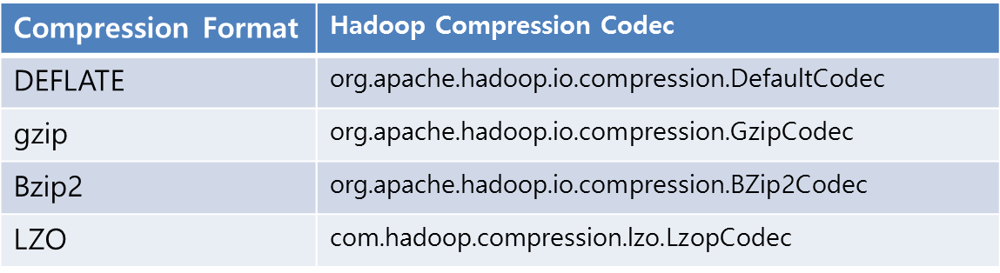 Compression Format Hadoop Compression Codec
DEFLATE org.apache.hadoop.io.compression.DefaultCodec
gzip org.apache.hadoop.io.compression.GzipCodec
Bzip2 org.apache.hadoop.io.compression.BZip2Codec
LZO com.hadoop.compression.lzo.LzopCodec